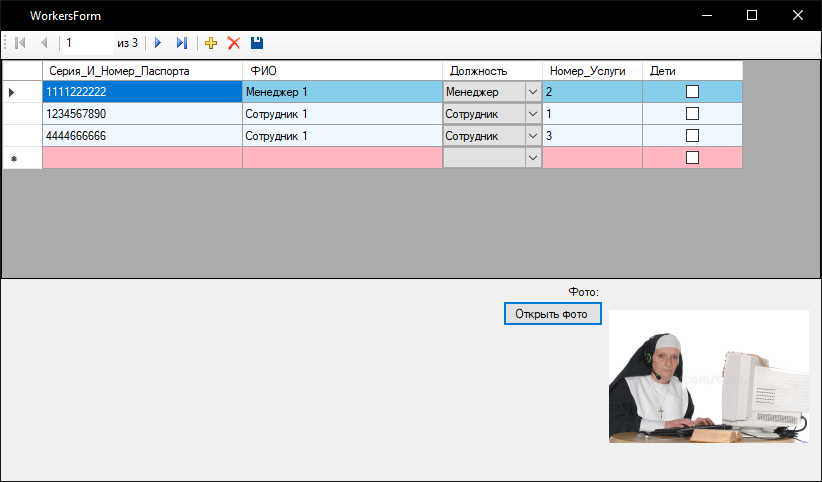 WorkersForm
1 из 3
Серия_И_Номер_Паспорта ФИО Должность Номер_Услуги Дети
1111222222 Менеджер 1 Менеджер 2
1234567890 Сотрудник 1 Сотрудник 1
4444666666 Сотрудник 1 Сотрудник 3
Фото:
Открыть фото